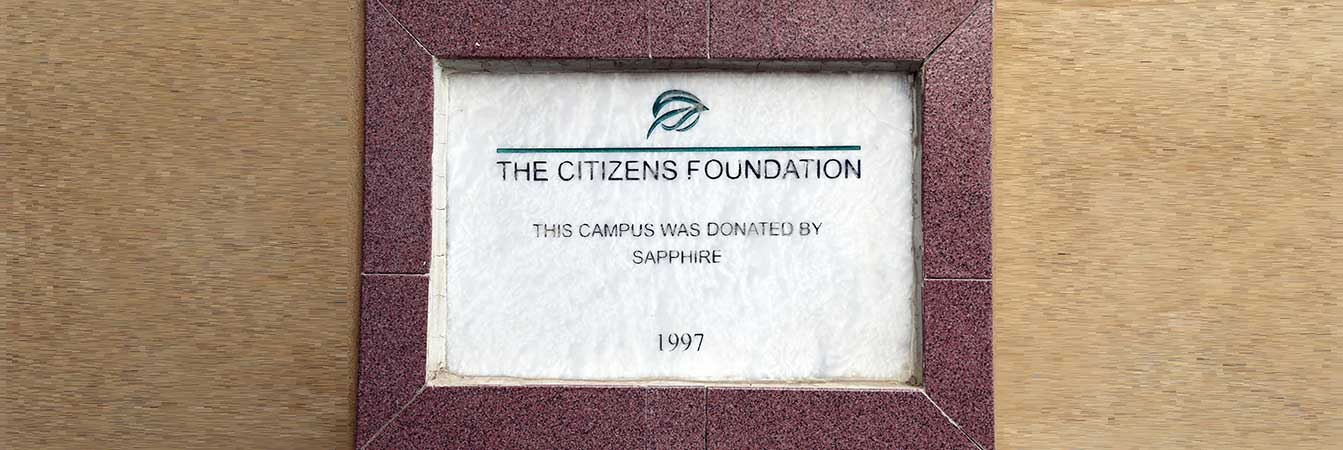 THE CITIZENS FOUNDATION
THIS CAMPUS WAS DONATED BY
SAPPHIRE
1997